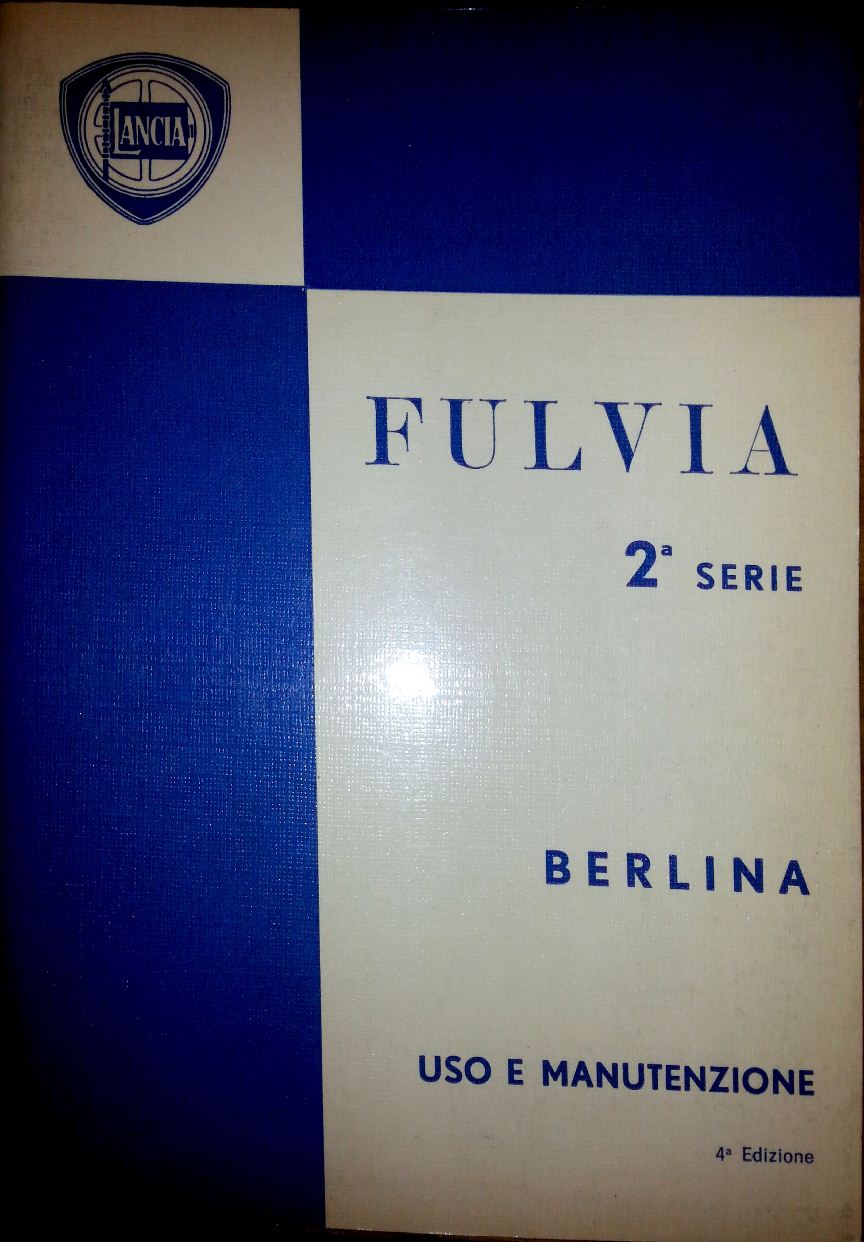 LANCIA
FULVIA
2ª SERIE
BERLINA
USO E MANUTENZIONE
4ª Edizione